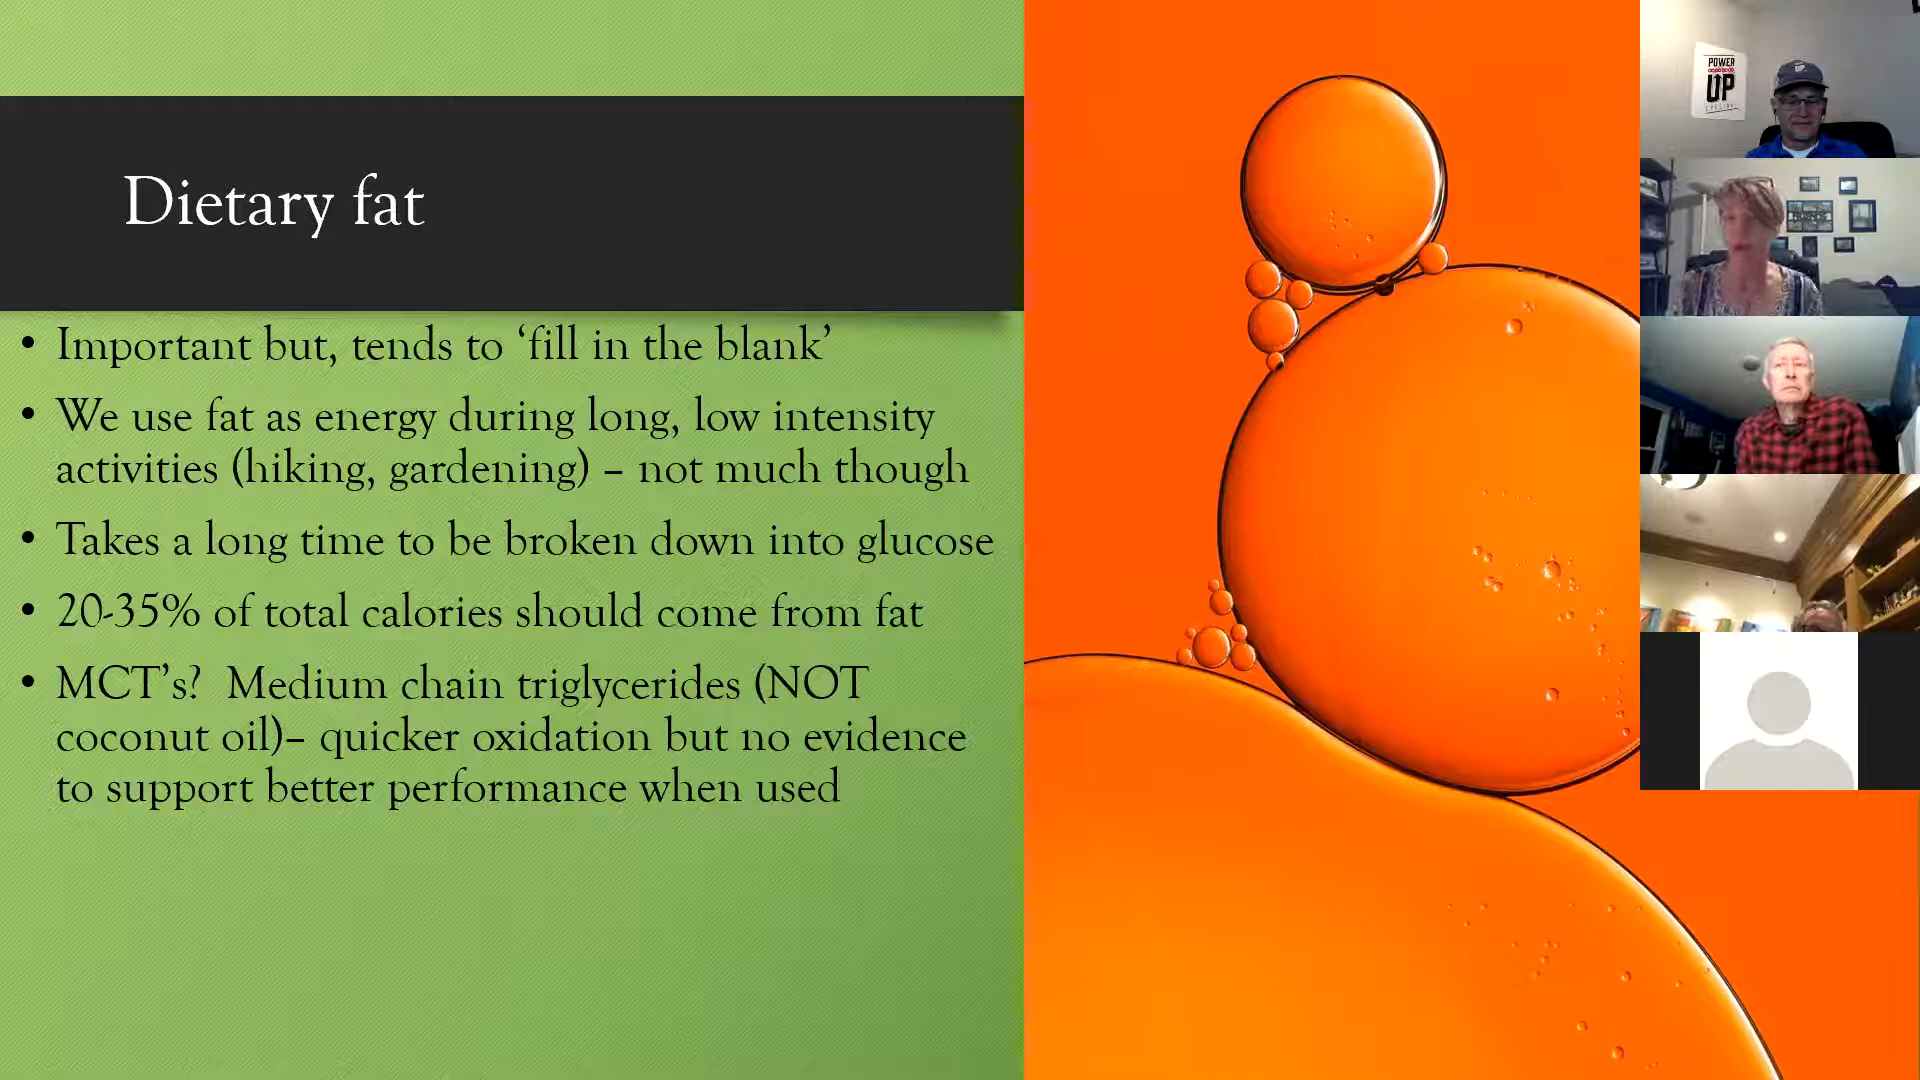 Dietary fat
• Important but, tends to ‘fill in the blank’
• We use fat as energy during long, low intensity
activities (hiking, gardening) – not much though
• Takes a long time to be broken down into glucose
• 20-35% of total calories should come from fat
• MCT’s?  Medium chain triglycerides (NOT
coconut oil)– quicker oxidation but no evidence
to support better performance when used
POWER
UP